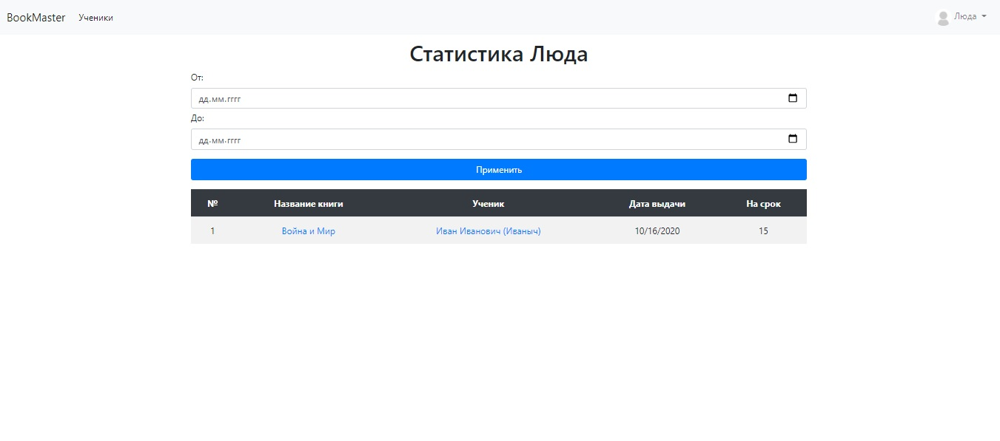 BookMaster Ученики Люда
Статистика Люда
От:
дд.мм.гггг
До:
дд.мм.гггг
Применить
№ Название книги Ученик Дата выдачи На срок
1 Война и Мир Иван Иванович (Иваныч) 10/16/2020 15